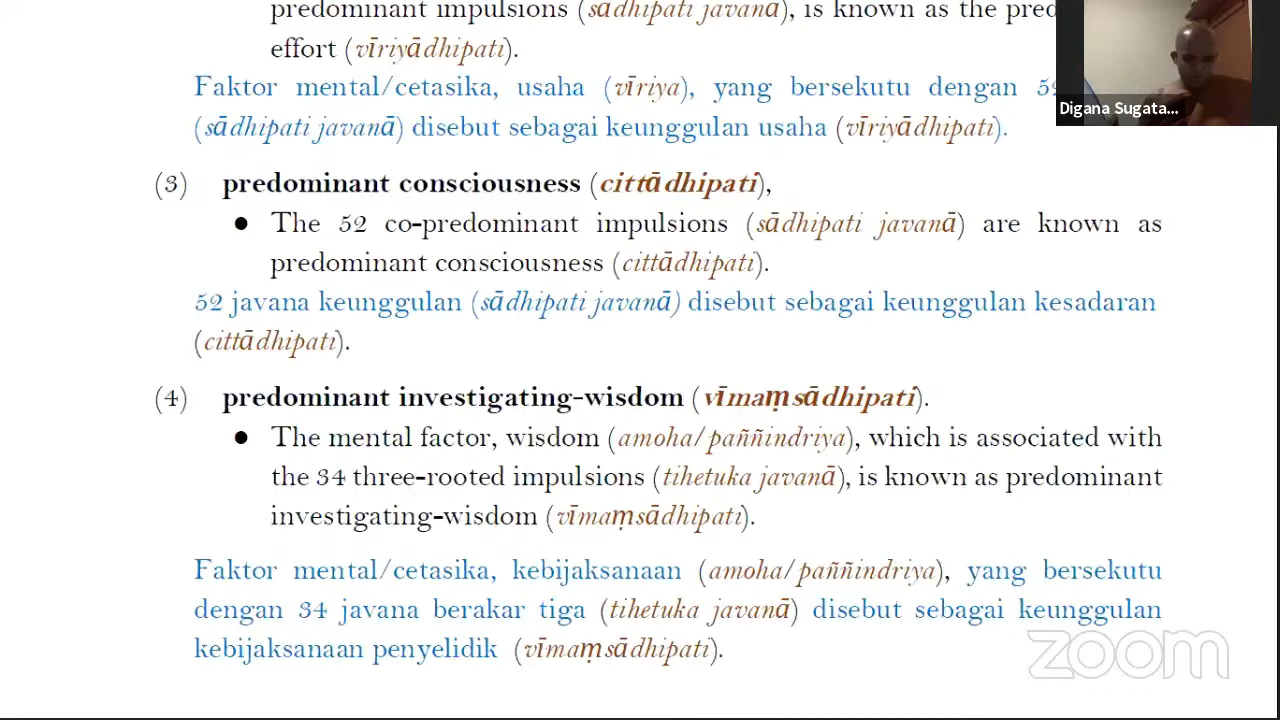 predominant impulsions (sādhipati javanā), is known as the
effort (vīriyādhipati).
Faktor mental/cetasika, usaha (vīriya), yang bersekutu dengan
(sādhipati javanā) disebut sebagai keunggulan usaha (vīriyādhipati).
(3) predominant consciousness (cittādhipati),
● The 52 co-predominant impulsions (sādhipati javanā) are known as
predominant consciousness (cittādhipati).
52 javana keunggulan (sādhipati javanā) disebut sebagai keunggulan kesadaran
(cittādhipati).
(4) predominant investigating-wisdom (vīmaṃsādhipati).
● The mental factor, wisdom (amoha/paññindriya), which is associated with
the 34 three-rooted impulsions (tihetuka javanā), is known as predominant
investigating-wisdom (vīmaṃsādhipati).
Faktor mental/cetasika, kebijaksanaan (amoha/paññindriya), yang bersekutu
dengan 34 javana berakar tiga (tihetuka javanā) disebut sebagai keunggulan
kebijaksanaan penyelidik (vīmaṃsādhipati).
Digana Sugata...
zoom